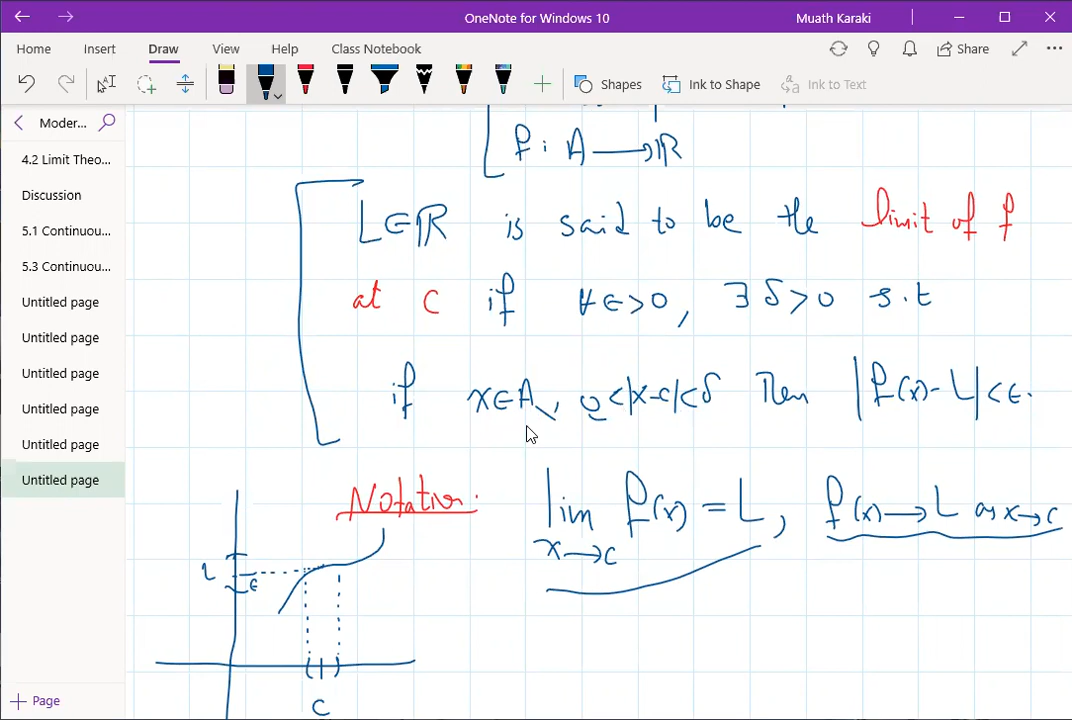 OneNote for Windows 10
Muath Karaki
Home Insert Draw View Help Class Notebook
Share
Shapes
Ink to Shape
Ink to Text
Moder...
4.2 Limit Theo...
Discussion
5.1 Continuou...
5.3 Continuou...
Untitled page
Untitled page
Untitled page
Untitled page
Untitled page
Untitled page
Page
f : A ⟶ ℝ
L∈ℝ is said to be the limit of f
at c if ∀ϵ>0, ∃ δ>0 s.t
if x∈A, 0<|x-c|<δ Then |f(x)-L|<ϵ.
Notation. lim f(x) = L, f(x)⟶L as x⟶c
x⟶c
L
ϵ
c